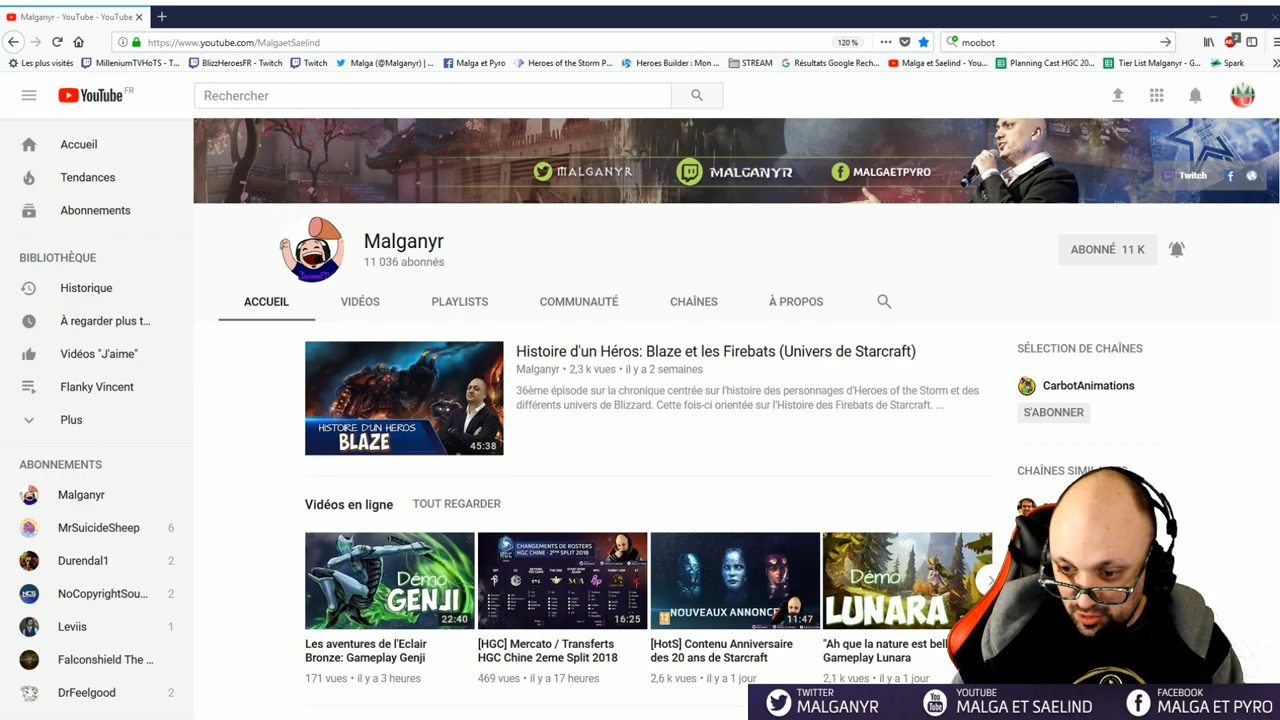 Malganyr - YouTube - YouTube
https://www.youtube.com/MalgaetSaelind
120 %
moobot
2
Les plus visités
MilleniumTVHoTS - T...
BlizzHeroesFR - Twitch
Twitch
Malga (@Malganyr) | ...
Malga et Pyro
Heroes of the Storm P...
Heroes Builder : Mon ...
STREAM
Résultats Google Rech...
Malga et Saelind - You...
Planning Cast HGC 20...
Tier List Malganyr - G...
Spark
YouTube FR
Rechercher
Accueil
Tendances
Abonnements
BIBLIOTHÈQUE
Historique
À regarder plus t...
Vidéos "J'aime"
Flanky Vincent
Plus
ABONNEMENTS
Malganyr
MrSuicideSheep 6
Durendal1 2
NoCopyrightSou... 2
Leviis 1
Falconshield The ...
DrFeelgood 2
MALGANYR
MALGANYR
MALGAETPYRO
Twitch
Malganyr
11 036 abonnés
ABONNÉ 11 K
ACCUEIL
VIDÉOS
PLAYLISTS
COMMUNAUTÉ
CHAÎNES
À PROPOS
HISTOIRE D'UN HEROS
BLAZE
45:38
Histoire d'un Héros: Blaze et les Firebats (Univers de Starcraft)
Malganyr • 2,3 k vues • il y a 2 semaines
36ème épisode sur la chronique centrée sur l'histoire des personnages d'Heroes of the Storm et des
différents univers de Blizzard. Cette fois-ci orientée sur l'Histoire des Firebats de Starcraft. ...
SÉLECTION DE CHAÎNES
CarbotAnimations
S'ABONNER
CHAÎNES
Vidéos en ligne
TOUT REGARDER
Démo
GENJI
22:40
Les aventures de l'Eclair
Bronze: Gameplay Genji
171 vues • il y a 3 heures
CHANGEMENTS DE ROSTERS
HGC CHINE - 2ÈME SPLIT 2018
16:25
[HGC] Mercato / Transferts
HGC Chine 2eme Split 2018
469 vues • il y a 17 heures
NOUVEAUX ANNONCE
11:47
[HotS] Contenu Anniversaire
des 20 ans de Starcraft
2,6 k vues • il y a 1 jour
Démo
LUNARA
"Ah que la nature est bell
Gameplay Lunara
2,1 k vues • il y a 1 jour
TWITTER
MALGANYR
YOUTUBE
MALGA ET SAELIND
FACEBOOK
MALGA ET PYRO